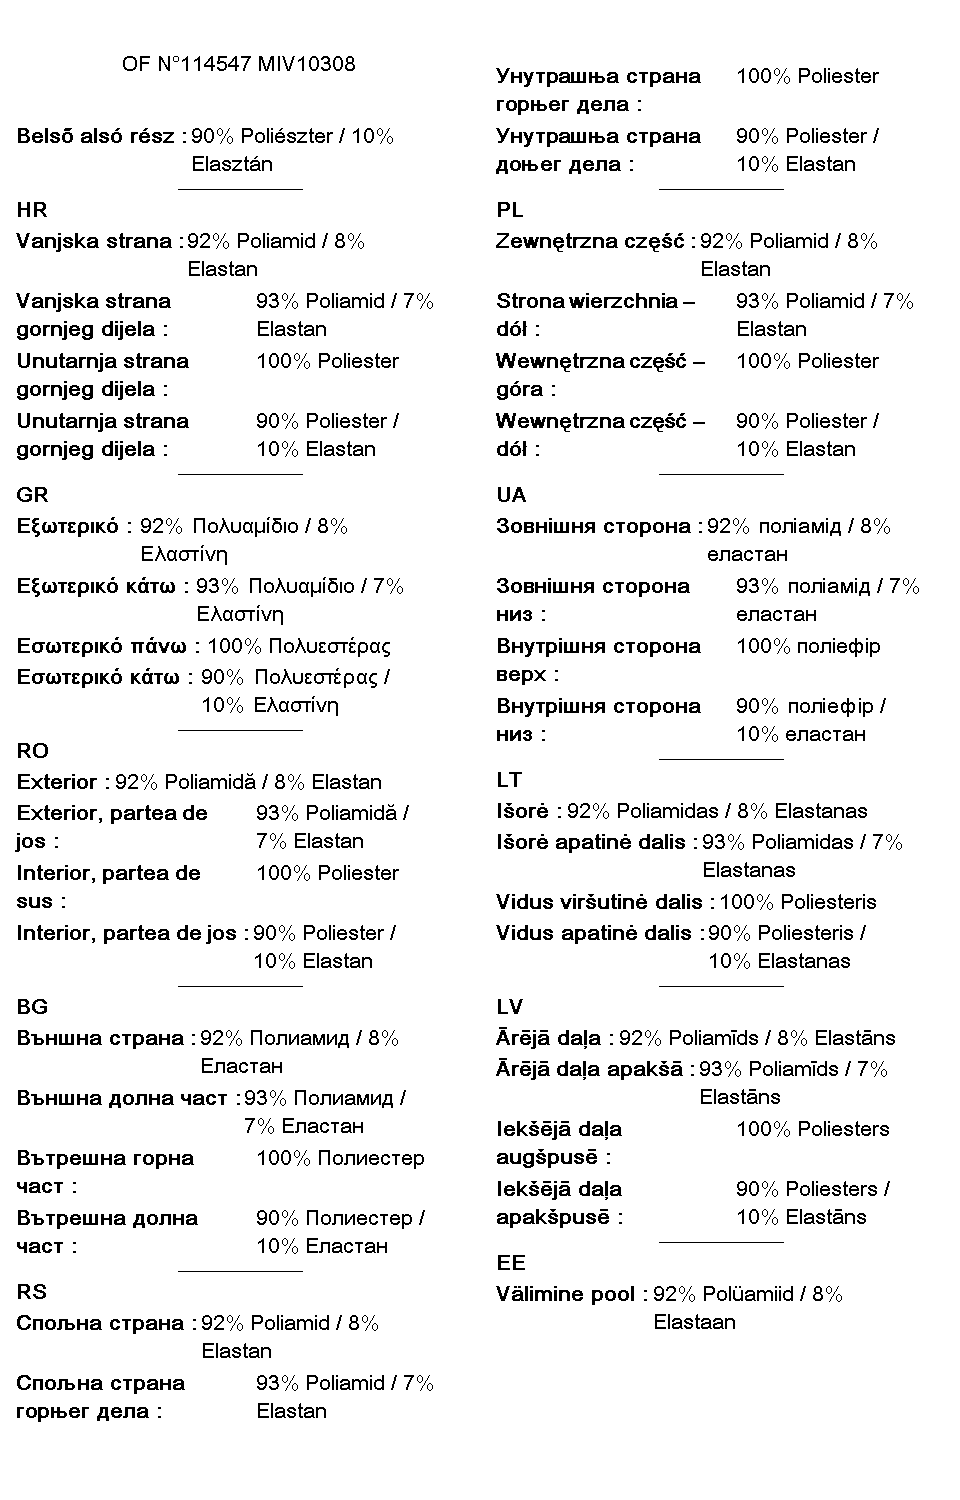 OF N°114547 MIV10308
Belső alsó rész : 90% Poliészter / 10%
Elasztán
HR
Vanjska strana : 92% Poliamid / 8%
Elastan
Vanjska strana 93% Poliamid / 7%
gornjeg dijela : Elastan
Unutarnja strana 100% Poliester
gornjeg dijela :
Unutarnja strana 90% Poliester /
gornjeg dijela : 10% Elastan
GR
Εξωτερικό : 92% Πολυαμίδιο / 8%
Ελαστίνη
Εξωτερικό κάτω : 93% Πολυαμίδιο / 7%
Ελαστίνη
Εσωτερικό πάνω : 100% Πολυεστέρας
Εσωτερικό κάτω : 90% Πολυεστέρας /
10% Ελαστίνη
RO
Exterior : 92% Poliamidă / 8% Elastan
Exterior, partea de 93% Poliamidă /
jos : 7% Elastan
Interior, partea de 100% Poliester
sus :
Interior, partea de jos : 90% Poliester /
10% Elastan
BG
Външна страна : 92% Полиамид / 8%
Еластан
Външна долна част : 93% Полиамид /
7% Еластан
Вътрешна горна 100% Полиестер
част :
Вътрешна долна 90% Полиестер /
част : 10% Еластан
RS
Спољна страна : 92% Poliamid / 8%
Elastan
Спољна страна 93% Poliamid / 7%
горњег дела : Elastan
Унутрашња страна 100% Poliester
горњег дела :
Унутрашња страна 90% Poliester /
доњег дела : 10% Elastan
PL
Zewnętrzna część : 92% Poliamid / 8%
Elastan
Strona wierzchnia – 93% Poliamid / 7%
dół : Elastan
Wewnętrzna część – 100% Poliester
góra :
Wewnętrzna część – 90% Poliester /
dół : 10% Elastan
UA
Зовнішня сторона : 92% поліамід / 8%
еластан
Зовнішня сторона 93% поліамід / 7%
низ : еластан
Внутрішня сторона 100% поліефір
верх :
Внутрішня сторона 90% поліефір /
низ : 10% еластан
LT
Išorė : 92% Poliamidas / 8% Elastanas
Išorė apatinė dalis : 93% Poliamidas / 7%
Elastanas
Vidus viršutinė dalis : 100% Poliesteris
Vidus apatinė dalis : 90% Poliesteris /
10% Elastanas
LV
Ārējā daļa : 92% Poliamīds / 8% Elastāns
Ārējā daļa apakšā : 93% Poliamīds / 7%
Elastāns
Iekšējā daļa 100% Poliesters
augšpusē :
Iekšējā daļa 90% Poliesters /
apakšpusē : 10% Elastāns
EE
Välimine pool : 92% Polüamiid / 8%
Elastaan